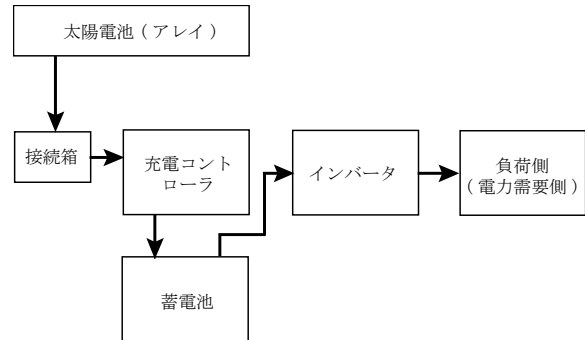 太陽電池 ( アレイ )
接続箱
充電コント
ローラ
インバータ
負荷側
( 電力需要側 )
蓄電池